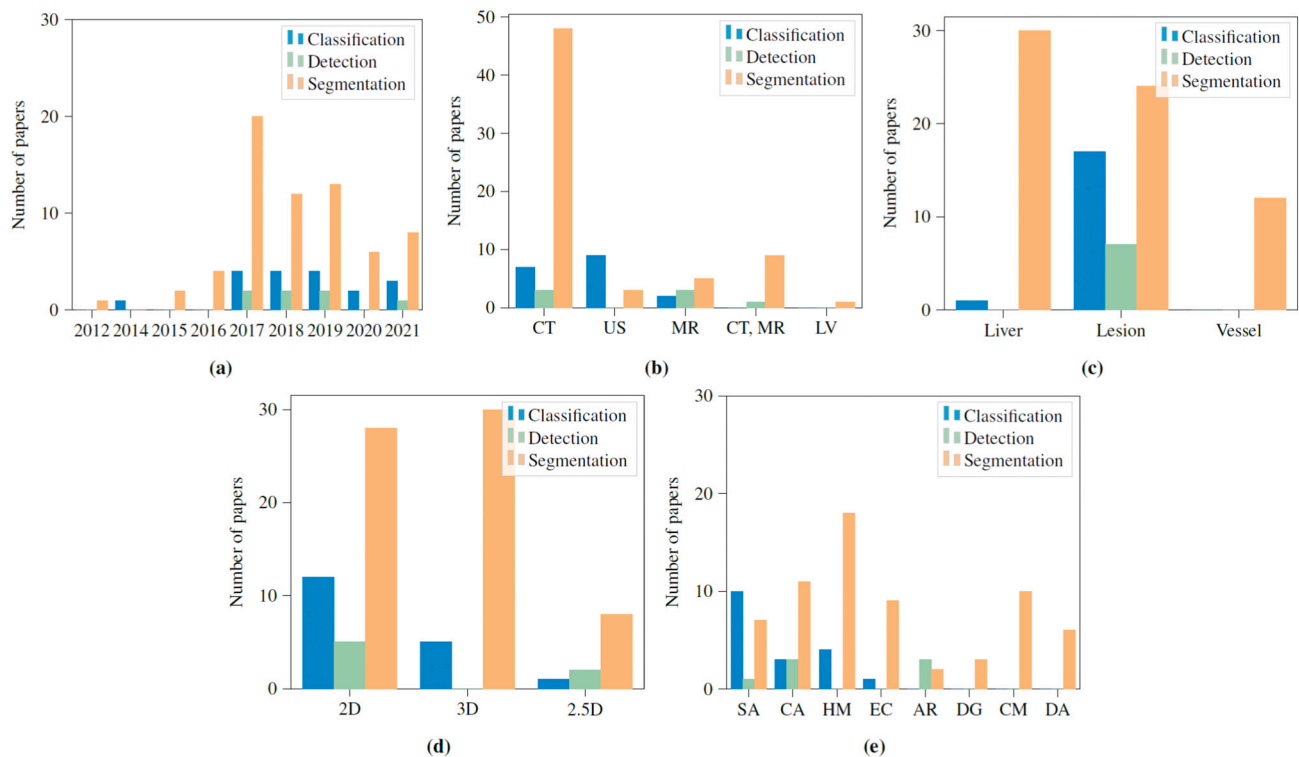 30
20
10
0
Number of papers
Classification
Detection
Segmentation
2012 2014 2015 2016 2017 2018 2019 2020 2021
(a)
50
40
30
20
10
0
Number of papers
Classification
Detection
Segmentation
CT US MR CT, MR LV
(b)
30
20
10
0
Number of papers
Classification
Detection
Segmentation
Liver Lesion Vessel
(c)
30
20
10
0
Number of papers
Classification
Detection
Segmentation
2D 3D 2.5D
(d)
30
20
10
0
Number of papers
Classification
Detection
Segmentation
SA CA HM EC AR DG CM DA
(e)